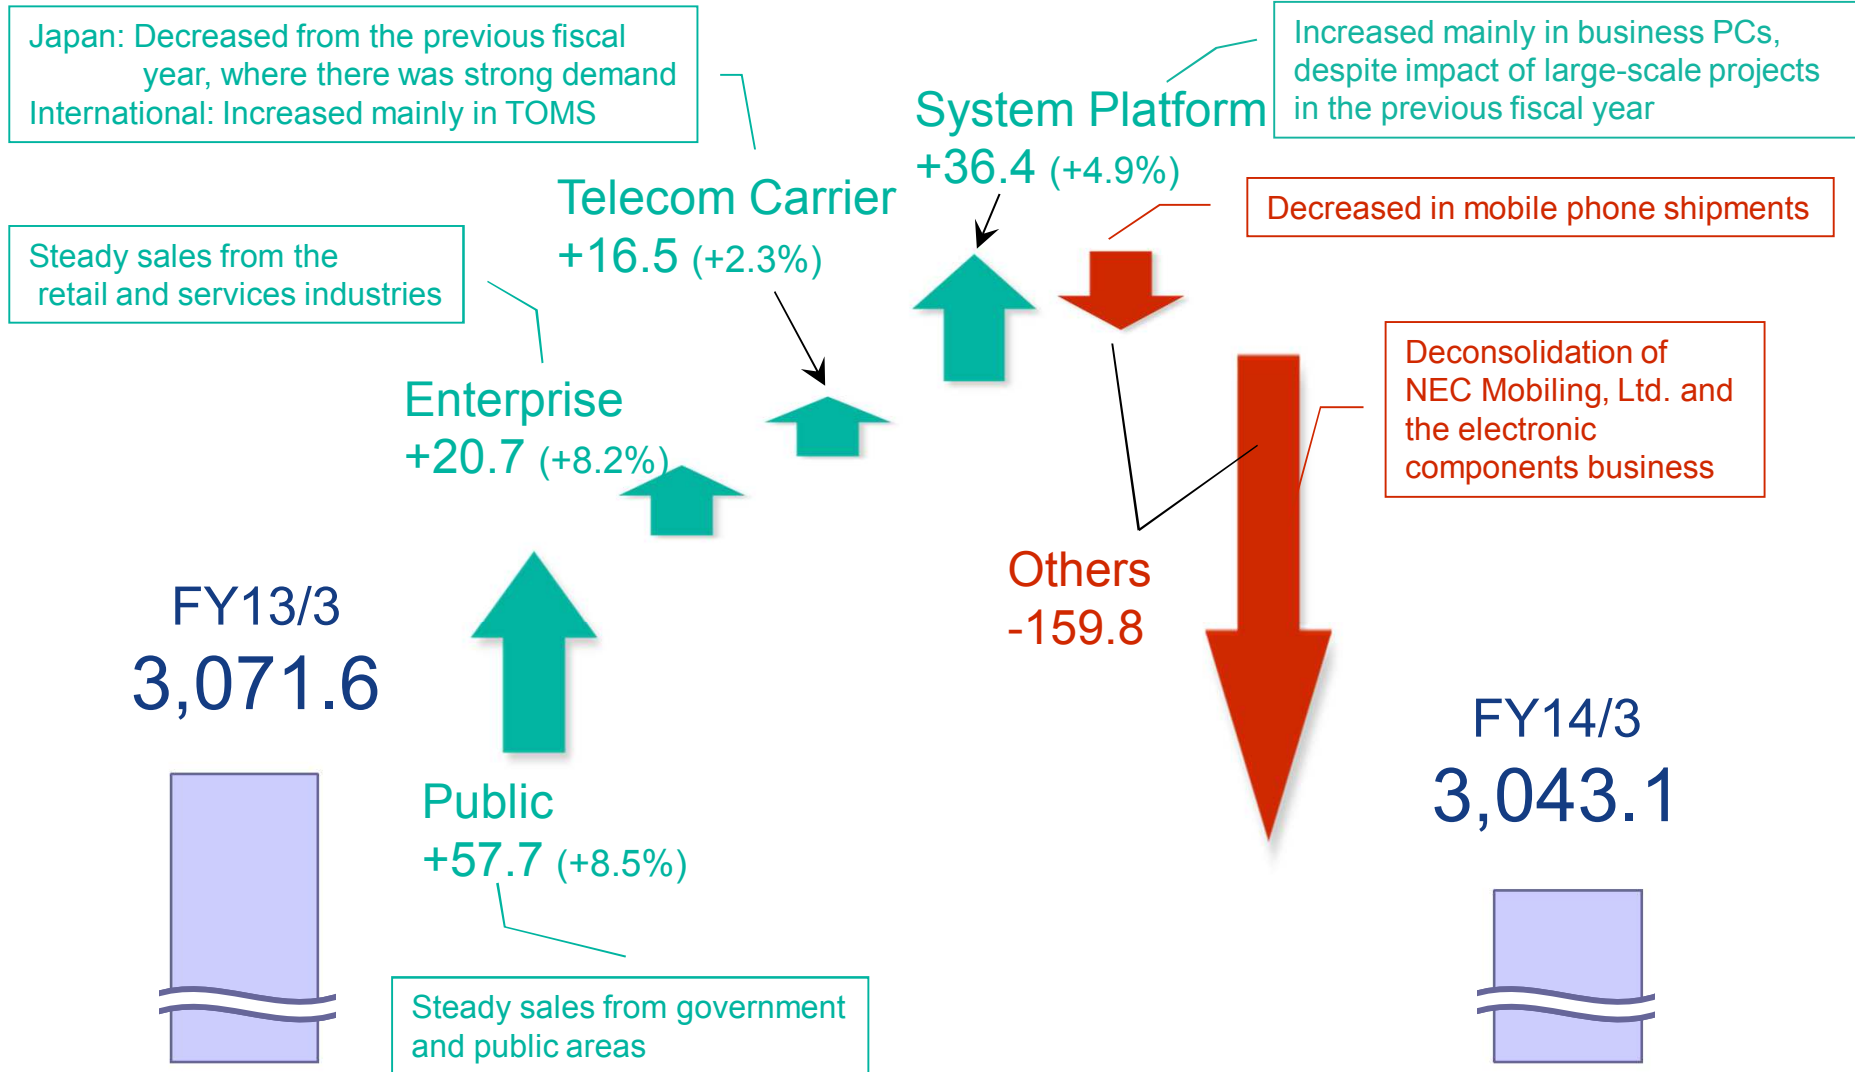 Japan: Decreased from the previous fiscal
year, where there was strong demand
International: Increased mainly in TOMS
Increased mainly in business PCs,
despite impact of large-scale projects
in the previous fiscal year
System Platform
+36.4 (+4.9%)
Telecom Carrier
+16.5 (+2.3%)
Decreased in mobile phone shipments
Steady sales from the
retail and services industries
Enterprise
+20.7 (+8.2%)
Deconsolidation of
NEC Mobiling, Ltd. and
the electronic
components business
Others
-159.8
FY13/3
3,071.6
FY14/3
3,043.1
Public
+57.7 (+8.5%)
Steady sales from government
and public areas